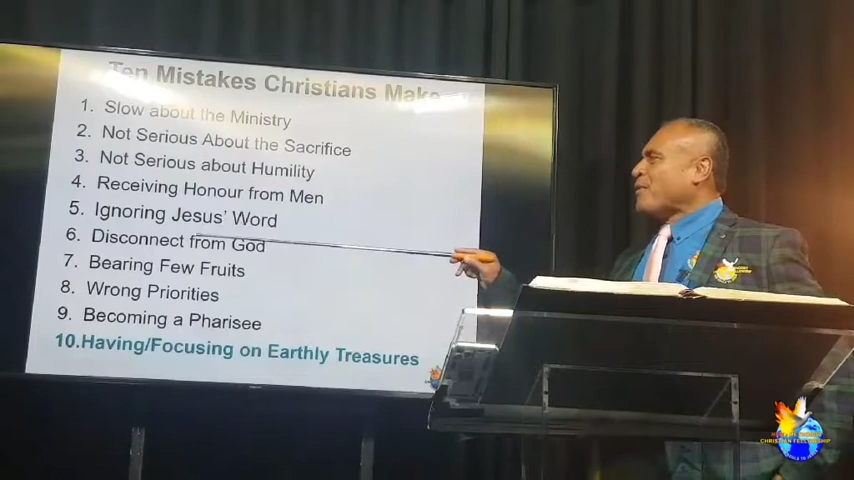 Ten Mistakes Christians Make
1. Slow about the Ministry
2. Not Serious About the Sacrifice
3. Not Serious about Humility
4. Receiving Honour from Men
5. Ignoring Jesus' Word
6. Disconnect from God
7. Bearing Few Fruits
8. Wrong Priorities
9. Becoming a Pharisee
10. Having/Focusing on Earthly Treasures
CHRISTIAN FELLOWSHIP